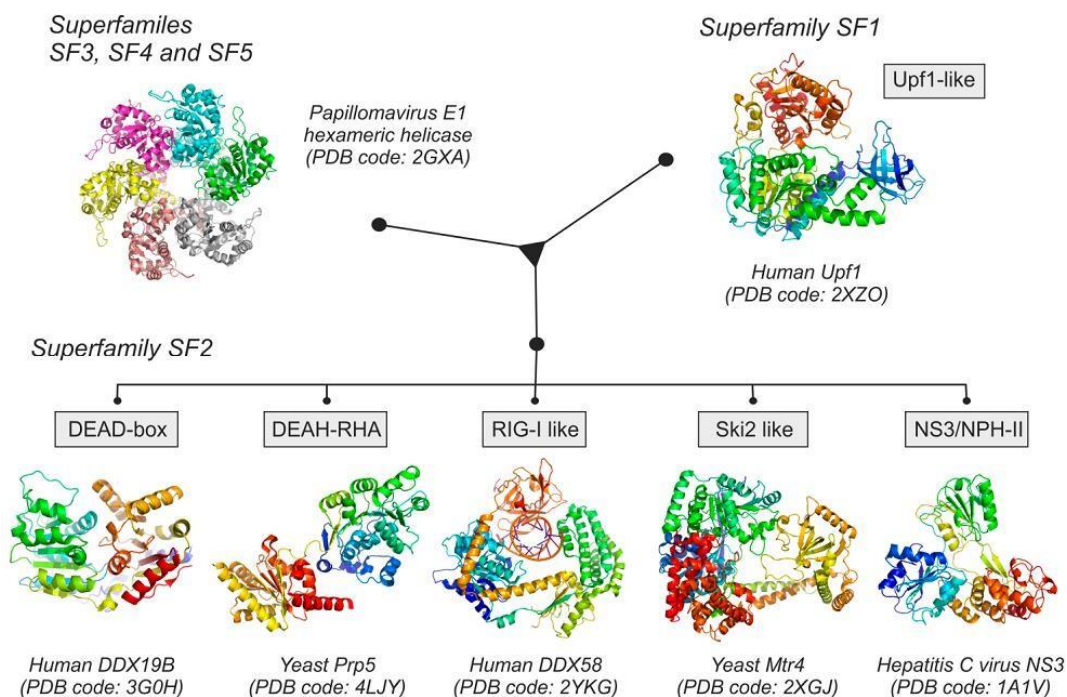 Superfamiles
SF3, SF4 and SF5
Superfamily SF1
Upf1-like
Papillomavirus E1
hexameric helicase
(PDB code: 2GXA)
Human Upf1
(PDB code: 2XZO)
Superfamily SF2
DEAD-box
DEAH-RHA
RIG-I like
Ski2 like
NS3/NPH-II
Human DDX19B
(PDB code: 3G0H)
Yeast Prp5
(PDB code: 4LJY)
Human DDX58
(PDB code: 2YKG)
Yeast Mtr4
(PDB code: 2XGJ)
Hepatitis C virus NS3
(PDB code: 1A1V)